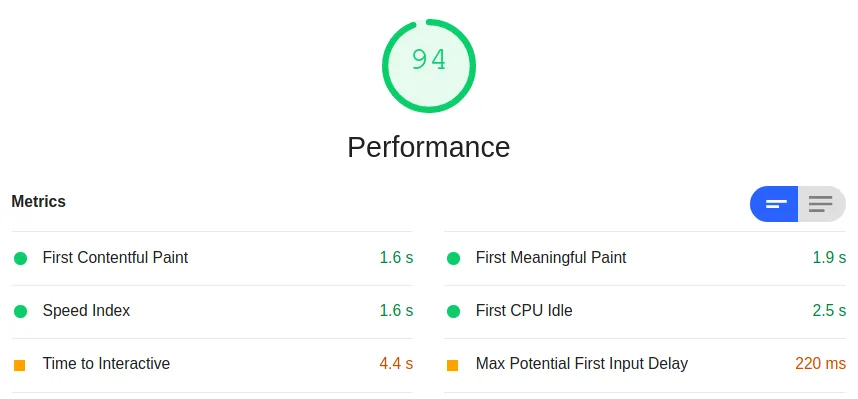 94
Performance
Metrics
First Contentful Paint 1.6 s
First Meaningful Paint 1.9 s
Speed Index 1.6 s
First CPU Idle 2.5 s
Time to Interactive 4.4 s
Max Potential First Input Delay 220 ms